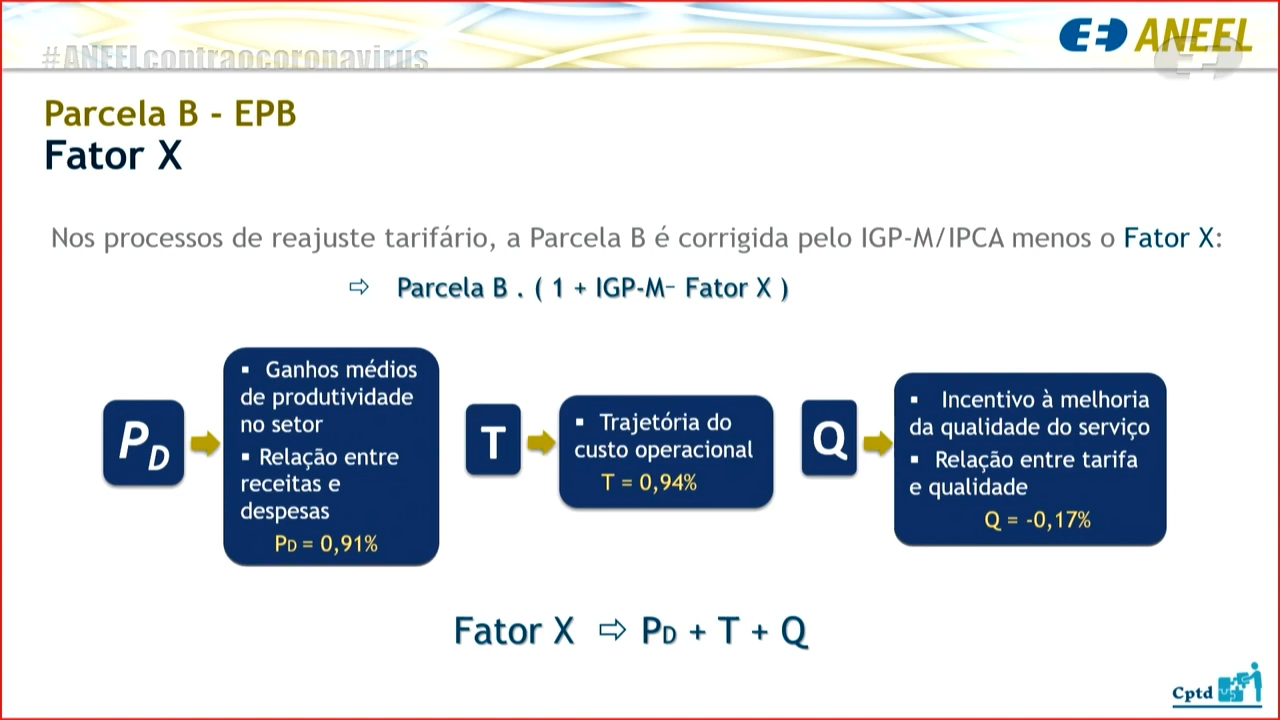 #ANEELcontraocoronavirus
ANEEL
Parcela B - EPB
Fator X
Nos processos de reajuste tarifário, a Parcela B é corrigida pelo IGP-M/IPCA menos o Fator X:
⇨ Parcela B . ( 1 + IGP-M– Fator X )
PD
▪ Ganhos médios
de produtividade
no setor
▪ Relação entre
receitas e
despesas
PD = 0,91%
T
▪ Trajetória do
custo operacional
T = 0,94%
Q
▪ Incentivo à melhoria
da qualidade do serviço
▪ Relação entre tarifa
e qualidade
Q = -0,17%
Fator X ⇨ PD + T + Q
Cptd